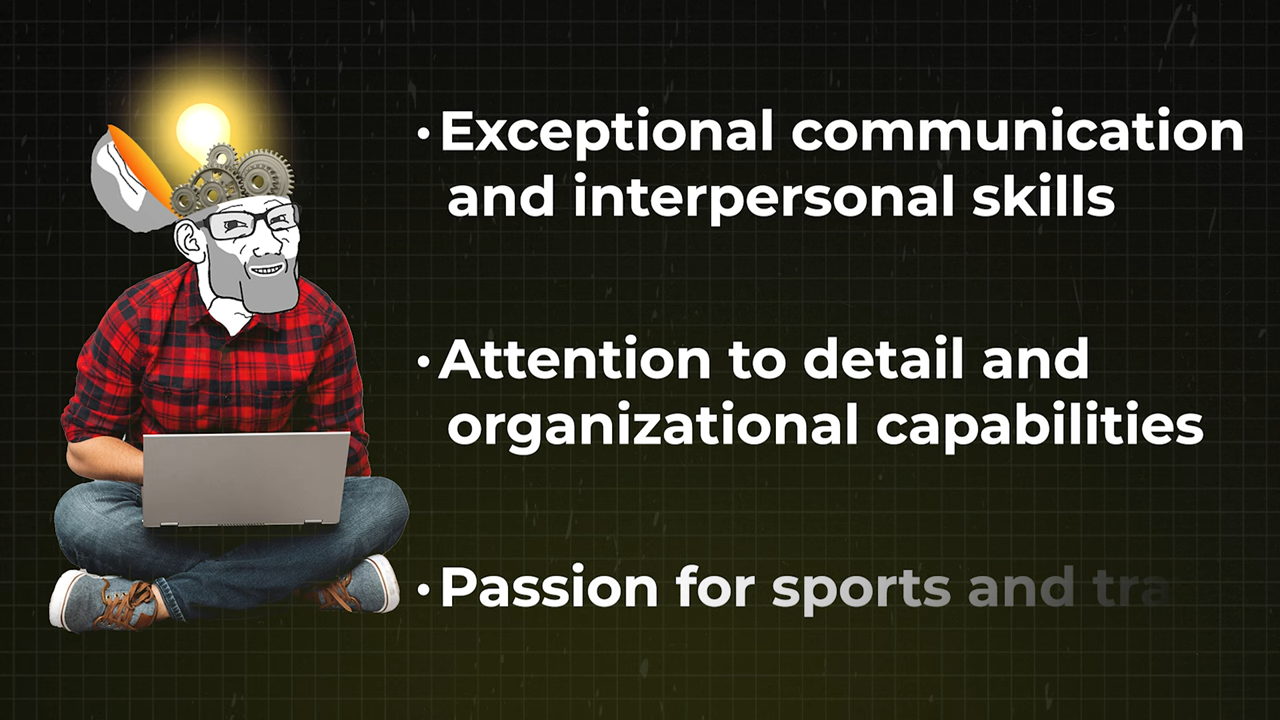 • Exceptional communication
and interpersonal skills
• Attention to detail and
organizational capabilities
• Passion for sports and